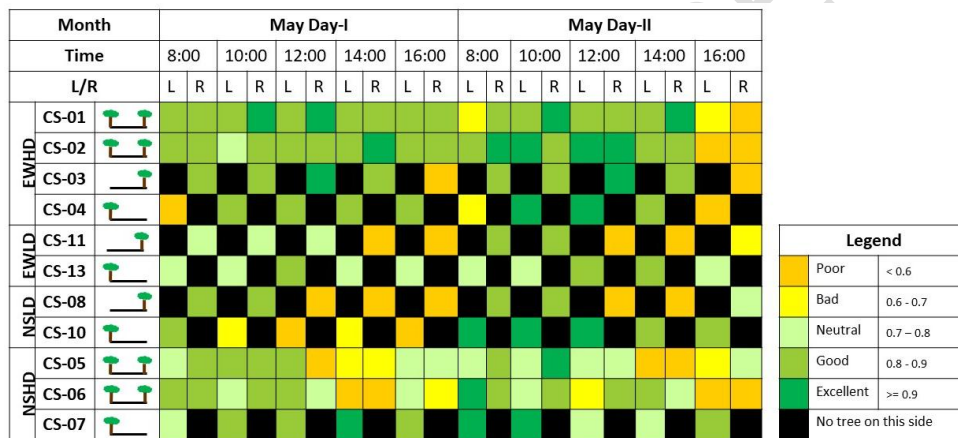 Month May Day-I May Day-II
Time 8:00 10:00 12:00 14:00 16:00 8:00 10:00 12:00 14:00 16:00
L/R L R L R L R L R L R L R L R L R L R L R
EWHD
CS-01
CS-02
CS-03
CS-04
EWLD
CS-11
CS-13
NSLD
CS-08
CS-10
NSHD
CS-05
CS-06
CS-07
Legend
Poor < 0.6
Bad 0.6 - 0.7
Neutral 0.7 – 0.8
Good 0.8 - 0.9
Excellent >= 0.9
No tree on this side